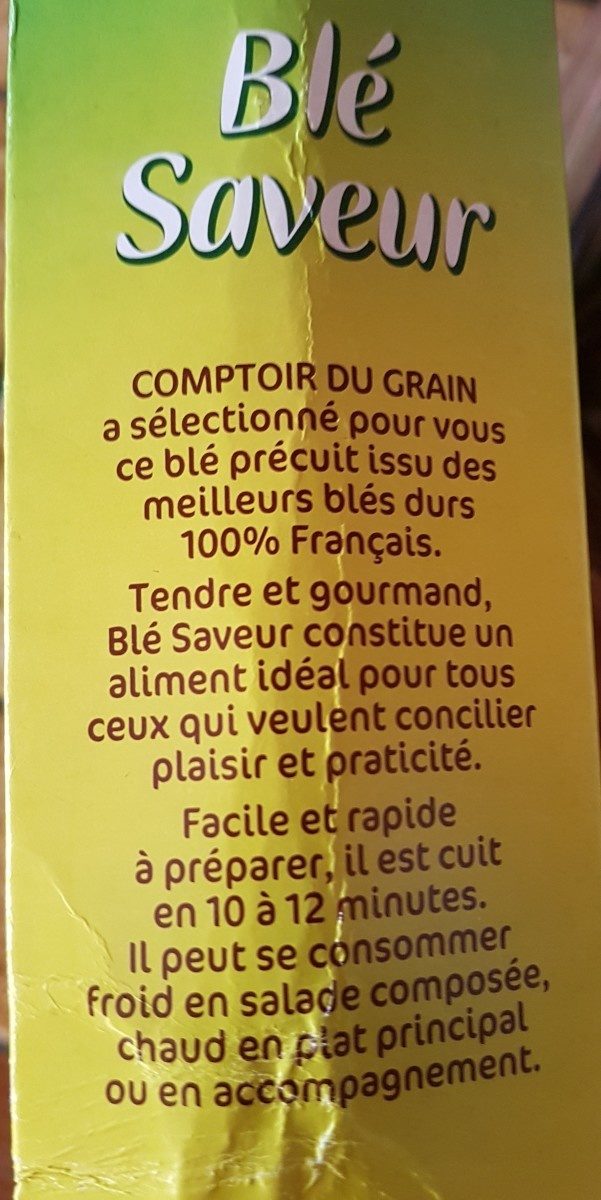 Blé
Saveur
COMPTOIR DU GRAIN
a sélectionné pour vous
ce blé précuit issu des
meilleurs blés durs
100% Français.
Tendre et gourmand,
Blé Saveur constitue un
aliment idéal pour tous
ceux qui veulent concilier
plaisir et praticité.
Facile et rapide
à préparer, il est cuit
en 10 à 12 minutes.
Il peut se consommer
froid en salade composée,
chaud en plat principal
ou en accompagnement.